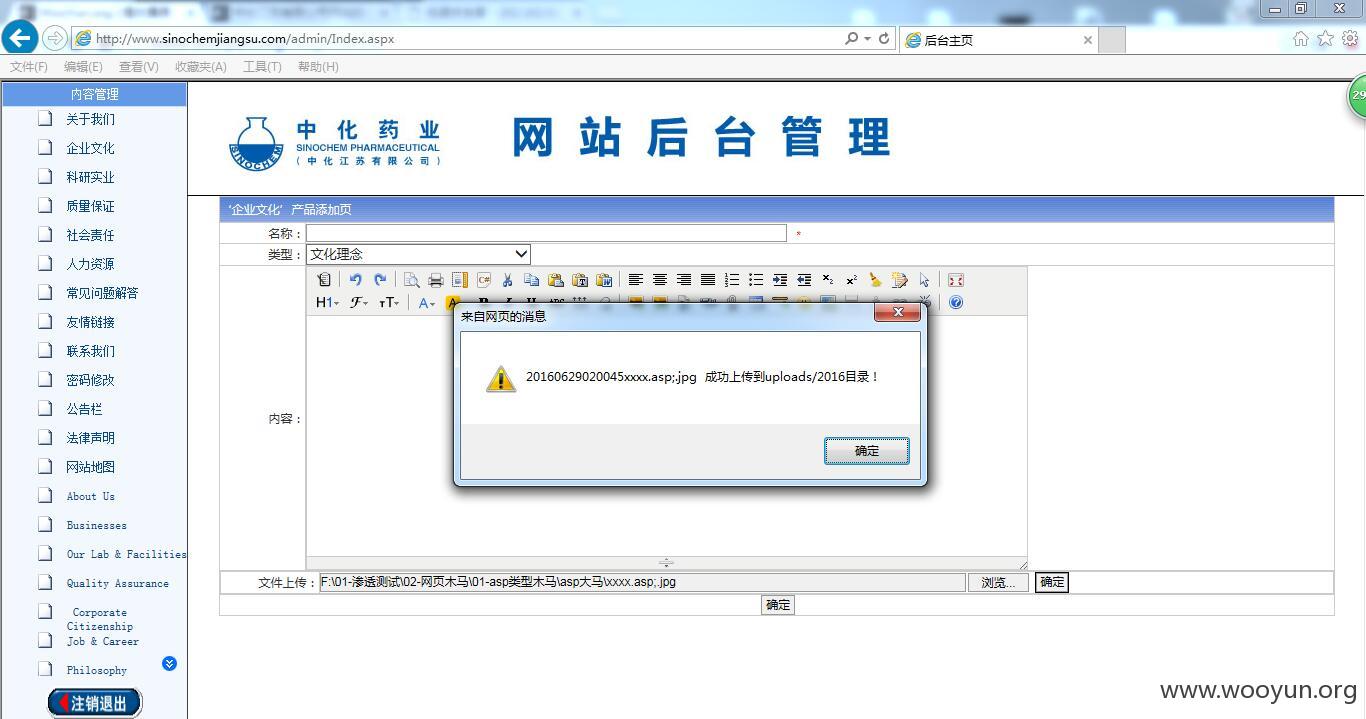 http://www.sinochemjiangsu.com/admin/Index.aspx
后台主页
文件(F) 编辑(E) 查看(V) 收藏夹(A) 工具(T) 帮助(H)
29
内容管理
关于我们
企业文化
科研实业
质量保证
社会责任
人力资源
常见问题解答
友情链接
联系我们
密码修改
公告栏
法律声明
网站地图
About Us
Businesses
Our Lab & Facilities
Quality Assurance
Corporate
Citizenship
Job & Career
Philosophy
注销退出
中化药业
SINOCHEM PHARMACEUTICAL
(中化江苏有限公司)
SINOCHEM
网站后台管理
‘企业文化’ 产品添加页
名称： *
类型： 文化理念
内容：
来自网页的消息
20160629020045xxxx.asp;.jpg 成功上传到uploads/2016目录！
确定
文件上传： F:\01-渗透测试\02-网页木马\01-asp类型木马\asp大马\xxxx.asp;.jpg 浏览... 确定
确定
www.wooyun.org